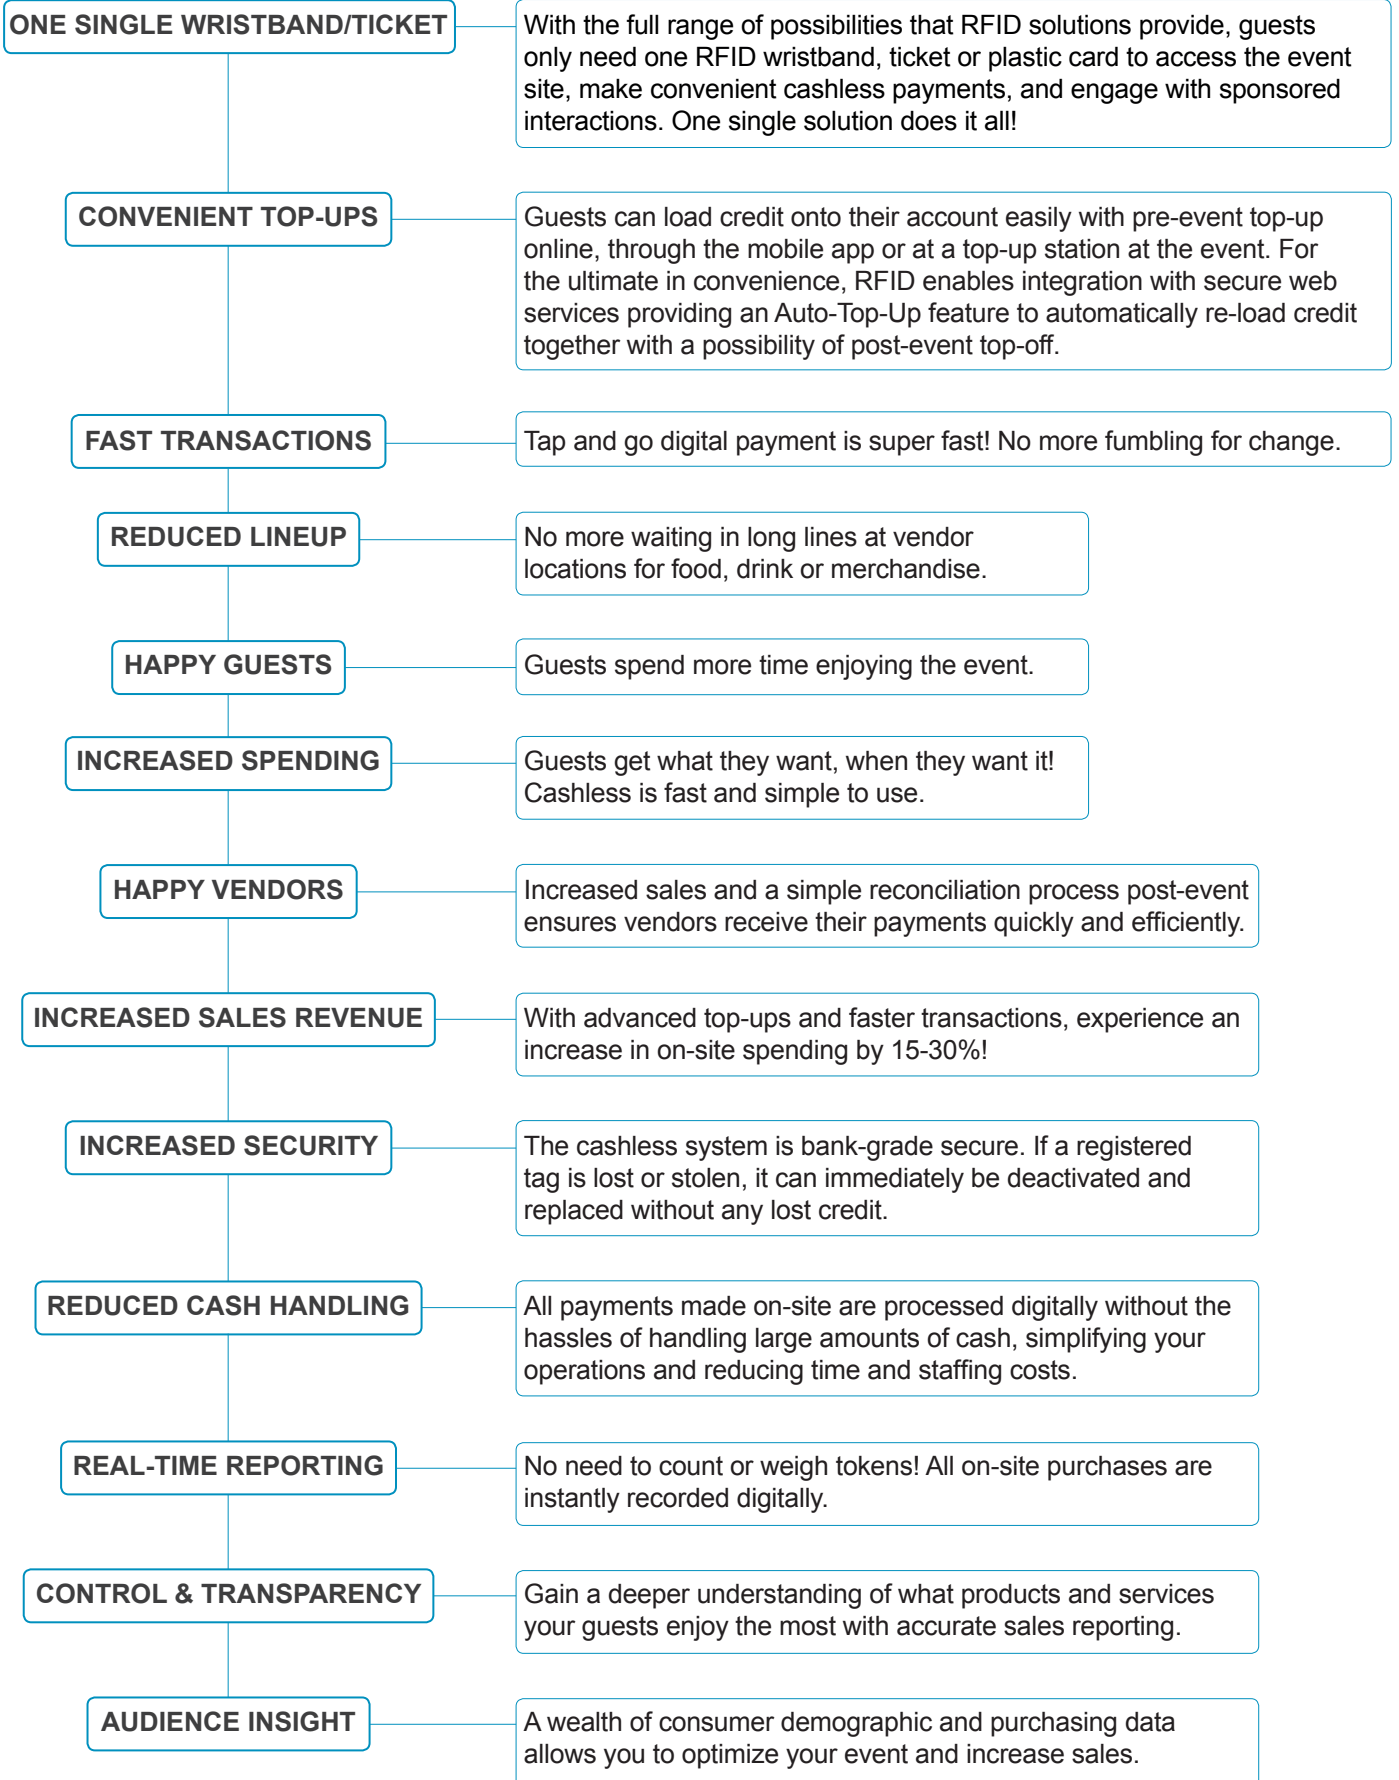 ONE SINGLE WRISTBAND/TICKET
With the full range of possibilities that RFID solutions provide, guests
only need one RFID wristband, ticket or plastic card to access the event
site, make convenient cashless payments, and engage with sponsored
interactions. One single solution does it all!
CONVENIENT TOP-UPS
Guests can load credit onto their account easily with pre-event top-up
online, through the mobile app or at a top-up station at the event. For
the ultimate in convenience, RFID enables integration with secure web
services providing an Auto-Top-Up feature to automatically re-load credit
together with a possibility of post-event top-off.
FAST TRANSACTIONS
Tap and go digital payment is super fast! No more fumbling for change.
REDUCED LINEUP
No more waiting in long lines at vendor
locations for food, drink or merchandise.
HAPPY GUESTS
Guests spend more time enjoying the event.
INCREASED SPENDING
Guests get what they want, when they want it!
Cashless is fast and simple to use.
HAPPY VENDORS
Increased sales and a simple reconciliation process post-event
ensures vendors receive their payments quickly and efficiently.
INCREASED SALES REVENUE
With advanced top-ups and faster transactions, experience an
increase in on-site spending by 15-30%!
INCREASED SECURITY
The cashless system is bank-grade secure. If a registered
tag is lost or stolen, it can immediately be deactivated and
replaced without any lost credit.
REDUCED CASH HANDLING
All payments made on-site are processed digitally without the
hassles of handling large amounts of cash, simplifying your
operations and reducing time and staffing costs.
REAL-TIME REPORTING
No need to count or weigh tokens! All on-site purchases are
instantly recorded digitally.
CONTROL & TRANSPARENCY
Gain a deeper understanding of what products and services
your guests enjoy the most with accurate sales reporting.
AUDIENCE INSIGHT
A wealth of consumer demographic and purchasing data
allows you to optimize your event and increase sales.